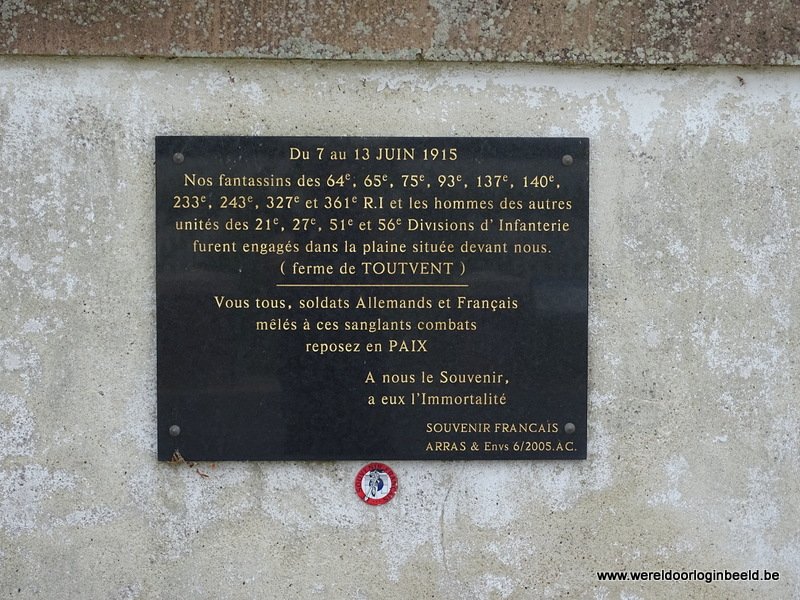 Du 7 au 13 JUIN 1915
Nos fantassins des 64e, 65e, 75e, 93e, 137e, 140e,
233e, 243e, 327e et 361e R.I et les hommes des autres
unités des 21e, 27e, 51e et 56e Divisions d' Infanterie
furent engagés dans la plaine située devant nous.
( ferme de TOUTVENT )
Vous tous, soldats Allemands et Français
mêlés à ces sanglants combats
reposez en PAIX
A nous le Souvenir,
a eux l'Immortalité
SOUVENIR FRANCAIS
ARRAS & Envs 6/2005.AC.
www.wereldoorloginbeeld.be